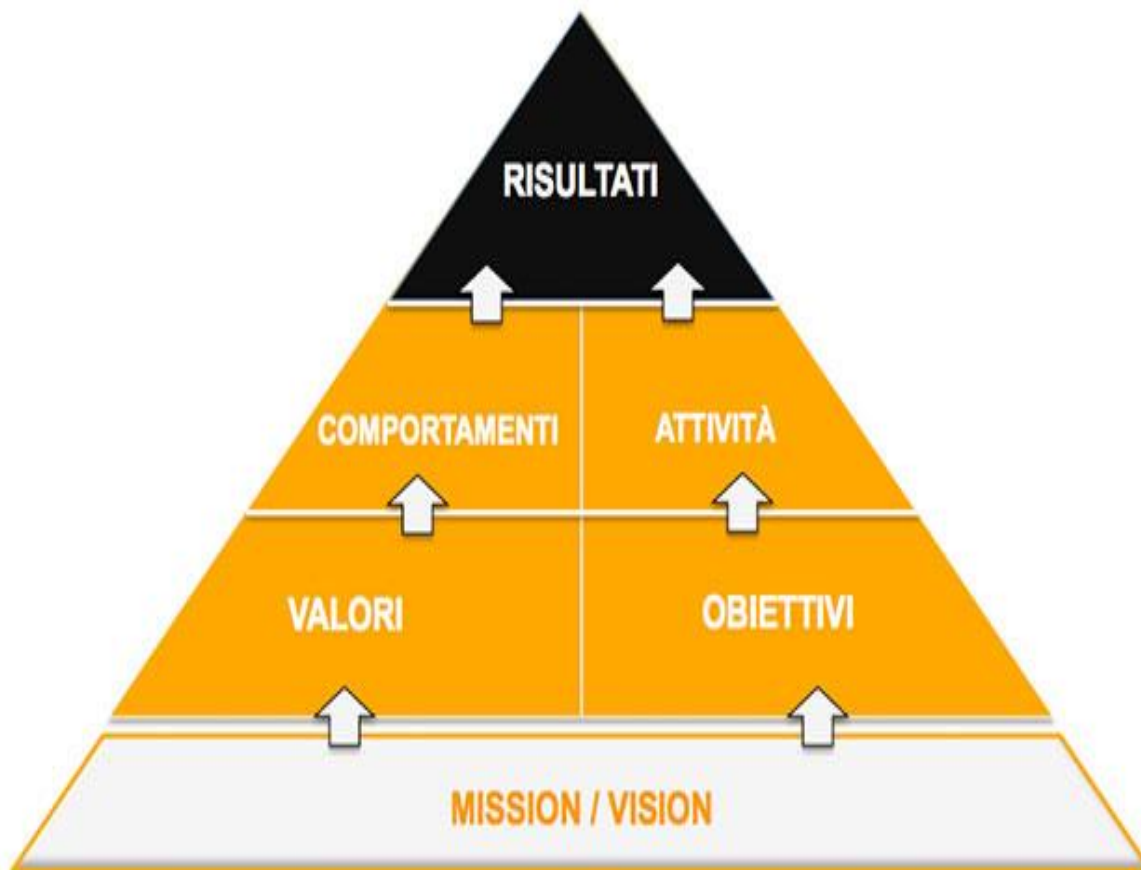 RISULTATI
COMPORTAMENTI
ATTIVITÀ
VALORI
OBIETTIVI
MISSION / VISION